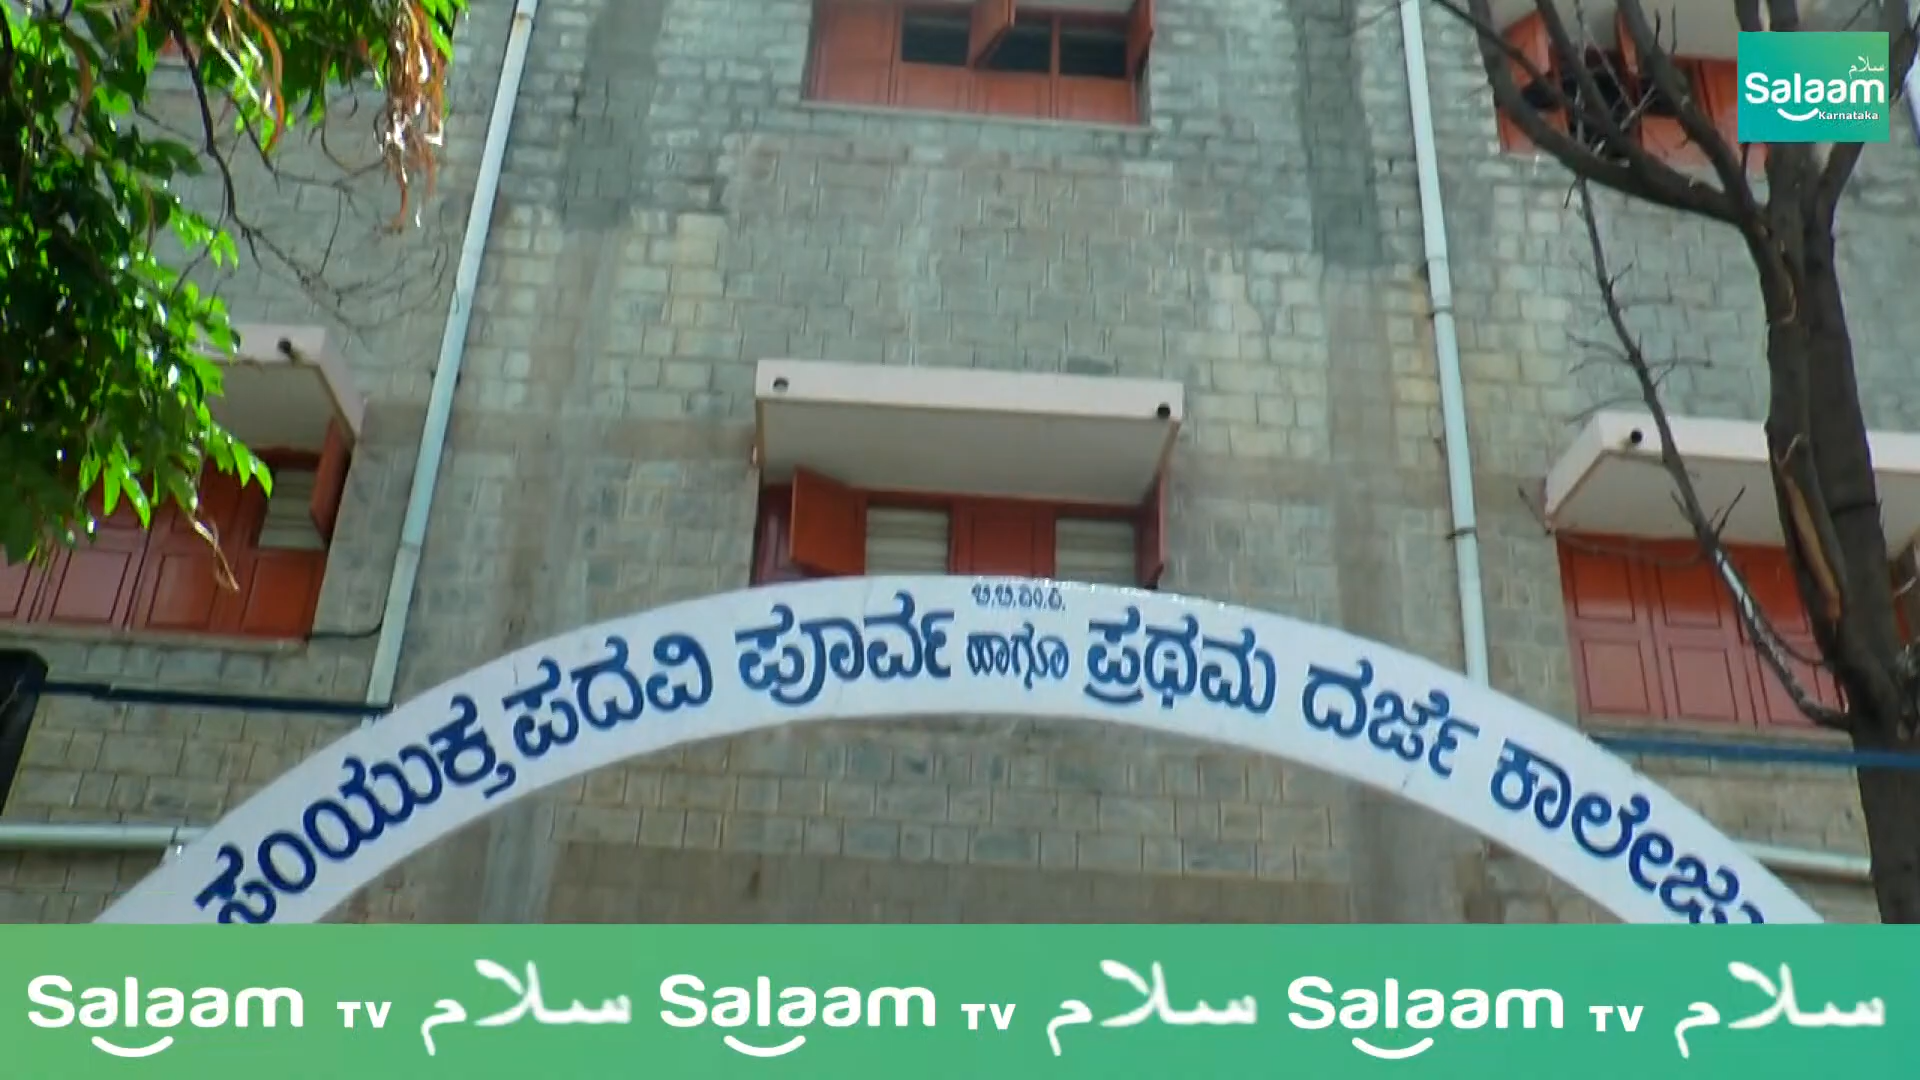 سلام
Salaam
Karnataka
ಬಿ.ಬಿ.ಎಂ.ಪಿ.
ಸಂಯುಕ್ತ ಪದವಿ ಪೂರ್ವ ಹಾಗೂ ಪ್ರಥಮ ದರ್ಜೆ ಕಾಲೇಜು
Salaam TV سلام Salaam TV سلام Salaam TV سلام